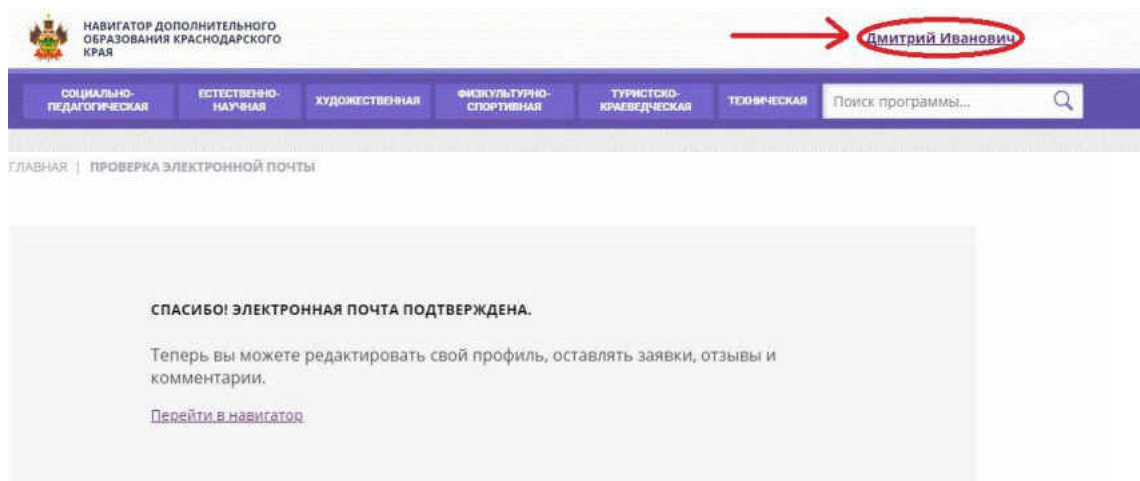 НАВИГАТОР ДОПОЛНИТЕЛЬНОГО
ОБРАЗОВАНИЯ КРАСНОДАРСКОГО
КРАЯ
Дмитрий Иванович
СОЦИАЛЬНО-
ПЕДАГОГИЧЕСКАЯ
ЕСТЕСТВЕННО-
НАУЧНАЯ
ХУДОЖЕСТВЕННАЯ
ФИЗКУЛЬТУРНО-
СПОРТИВНАЯ
ТУРИСТСКО-
КРАЕВЕДЧЕСКАЯ
ТЕХНИЧЕСКАЯ
Поиск программы...
ГЛАВНАЯ | ПРОВЕРКА ЭЛЕКТРОННОЙ ПОЧТЫ
СПАСИБО! ЭЛЕКТРОННАЯ ПОЧТА ПОДТВЕРЖДЕНА.
Теперь вы можете редактировать свой профиль, оставлять заявки, отзывы и
комментарии.
Перейти в навигатор